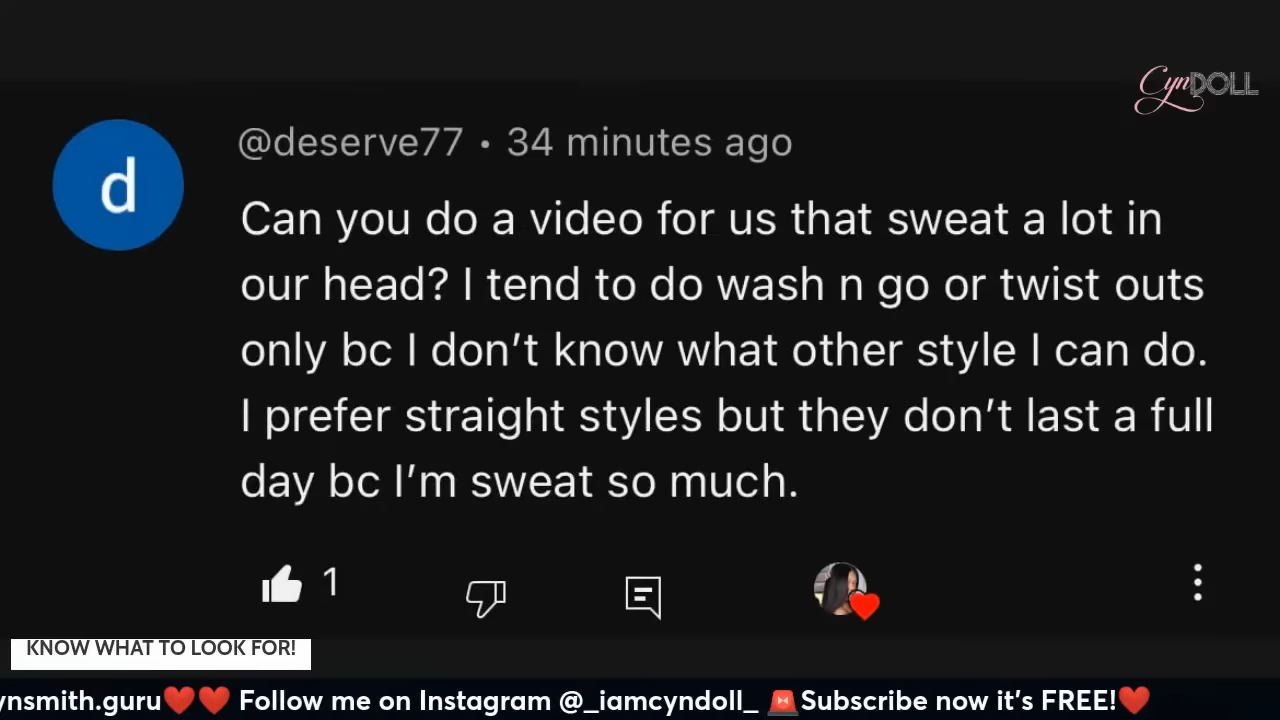 CynDOLL
@deserve77 • 34 minutes ago
d
Can you do a video for us that sweat a lot in
our head? I tend to do wash n go or twist outs
only bc I don’t know what other style I can do.
I prefer straight styles but they don’t last a full
day bc I’m sweat so much.
1
KNOW WHAT TO LOOK FOR!
ynsmith.guru❤️❤️ Follow me on Instagram @_iamcyndoll_ 🚨Subscribe now it's FREE!❤️